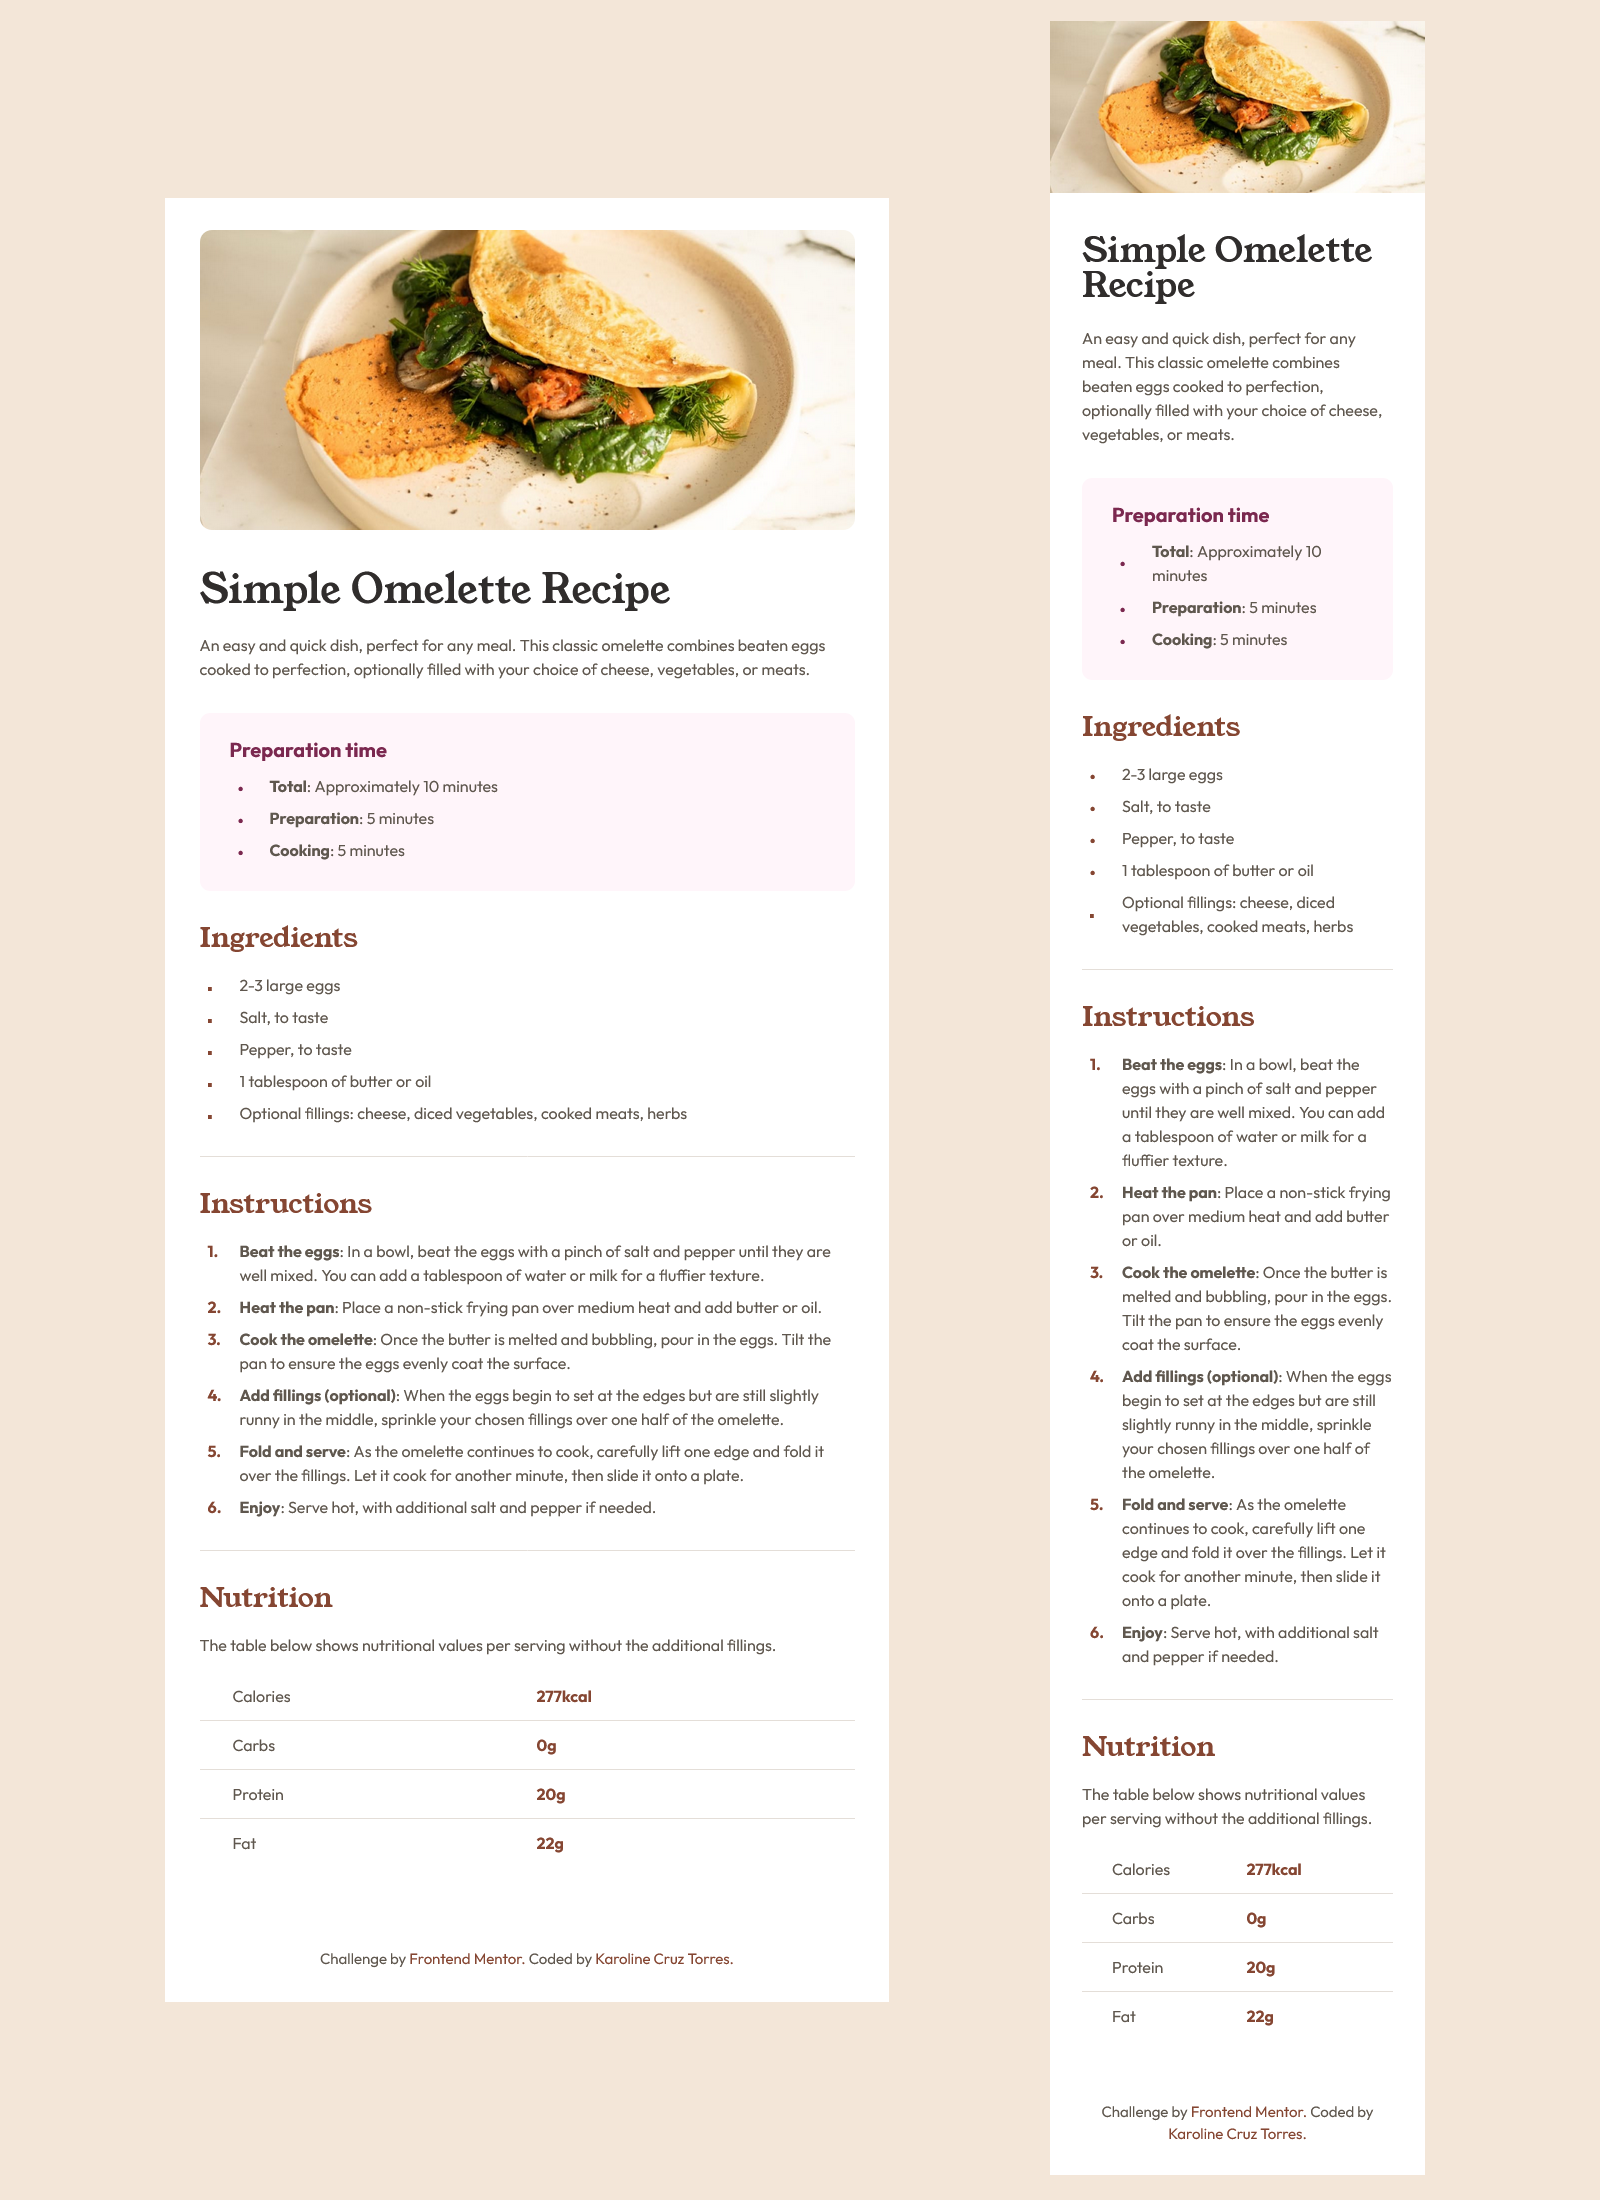 Simple Omelette Recipe
An easy and quick dish, perfect for any meal. This classic omelette combines beaten eggs
cooked to perfection, optionally filled with your choice of cheese, vegetables, or meats.
Preparation time
• Total: Approximately 10 minutes
• Preparation: 5 minutes
• Cooking: 5 minutes
Ingredients
▪ 2-3 large eggs
▪ Salt, to taste
▪ Pepper, to taste
▪ 1 tablespoon of butter or oil
▪ Optional fillings: cheese, diced vegetables, cooked meats, herbs
Instructions
1. Beat the eggs: In a bowl, beat the eggs with a pinch of salt and pepper until they are
well mixed. You can add a tablespoon of water or milk for a fluffier texture.
2. Heat the pan: Place a non-stick frying pan over medium heat and add butter or oil.
3. Cook the omelette: Once the butter is melted and bubbling, pour in the eggs. Tilt the
pan to ensure the eggs evenly coat the surface.
4. Add fillings (optional): When the eggs begin to set at the edges but are still slightly
runny in the middle, sprinkle your chosen fillings over one half of the omelette.
5. Fold and serve: As the omelette continues to cook, carefully lift one edge and fold it
over the fillings. Let it cook for another minute, then slide it onto a plate.
6. Enjoy: Serve hot, with additional salt and pepper if needed.
Nutrition
The table below shows nutritional values per serving without the additional fillings.
Calories 277kcal
Carbs 0g
Protein 20g
Fat 22g
Challenge by Frontend Mentor. Coded by Karoline Cruz Torres.
Simple Omelette
Recipe
An easy and quick dish, perfect for any
meal. This classic omelette combines
beaten eggs cooked to perfection,
optionally filled with your choice of cheese,
vegetables, or meats.
Preparation time
• Total: Approximately 10
minutes
• Preparation: 5 minutes
• Cooking: 5 minutes
Ingredients
• 2-3 large eggs
• Salt, to taste
• Pepper, to taste
• 1 tablespoon of butter or oil
▪ Optional fillings: cheese, diced
vegetables, cooked meats, herbs
Instructions
1. Beat the eggs: In a bowl, beat the
eggs with a pinch of salt and pepper
until they are well mixed. You can add
a tablespoon of water or milk for a
fluffier texture.
2. Heat the pan: Place a non-stick frying
pan over medium heat and add butter
or oil.
3. Cook the omelette: Once the butter is
melted and bubbling, pour in the eggs.
Tilt the pan to ensure the eggs evenly
coat the surface.
4. Add fillings (optional): When the eggs
begin to set at the edges but are still
slightly runny in the middle, sprinkle
your chosen fillings over one half of
the omelette.
5. Fold and serve: As the omelette
continues to cook, carefully lift one
edge and fold it over the fillings. Let it
cook for another minute, then slide it
onto a plate.
6. Enjoy: Serve hot, with additional salt
and pepper if needed.
Nutrition
The table below shows nutritional values
per serving without the additional fillings.
Calories 277kcal
Carbs 0g
Protein 20g
Fat 22g
Challenge by Frontend Mentor. Coded by
Karoline Cruz Torres.